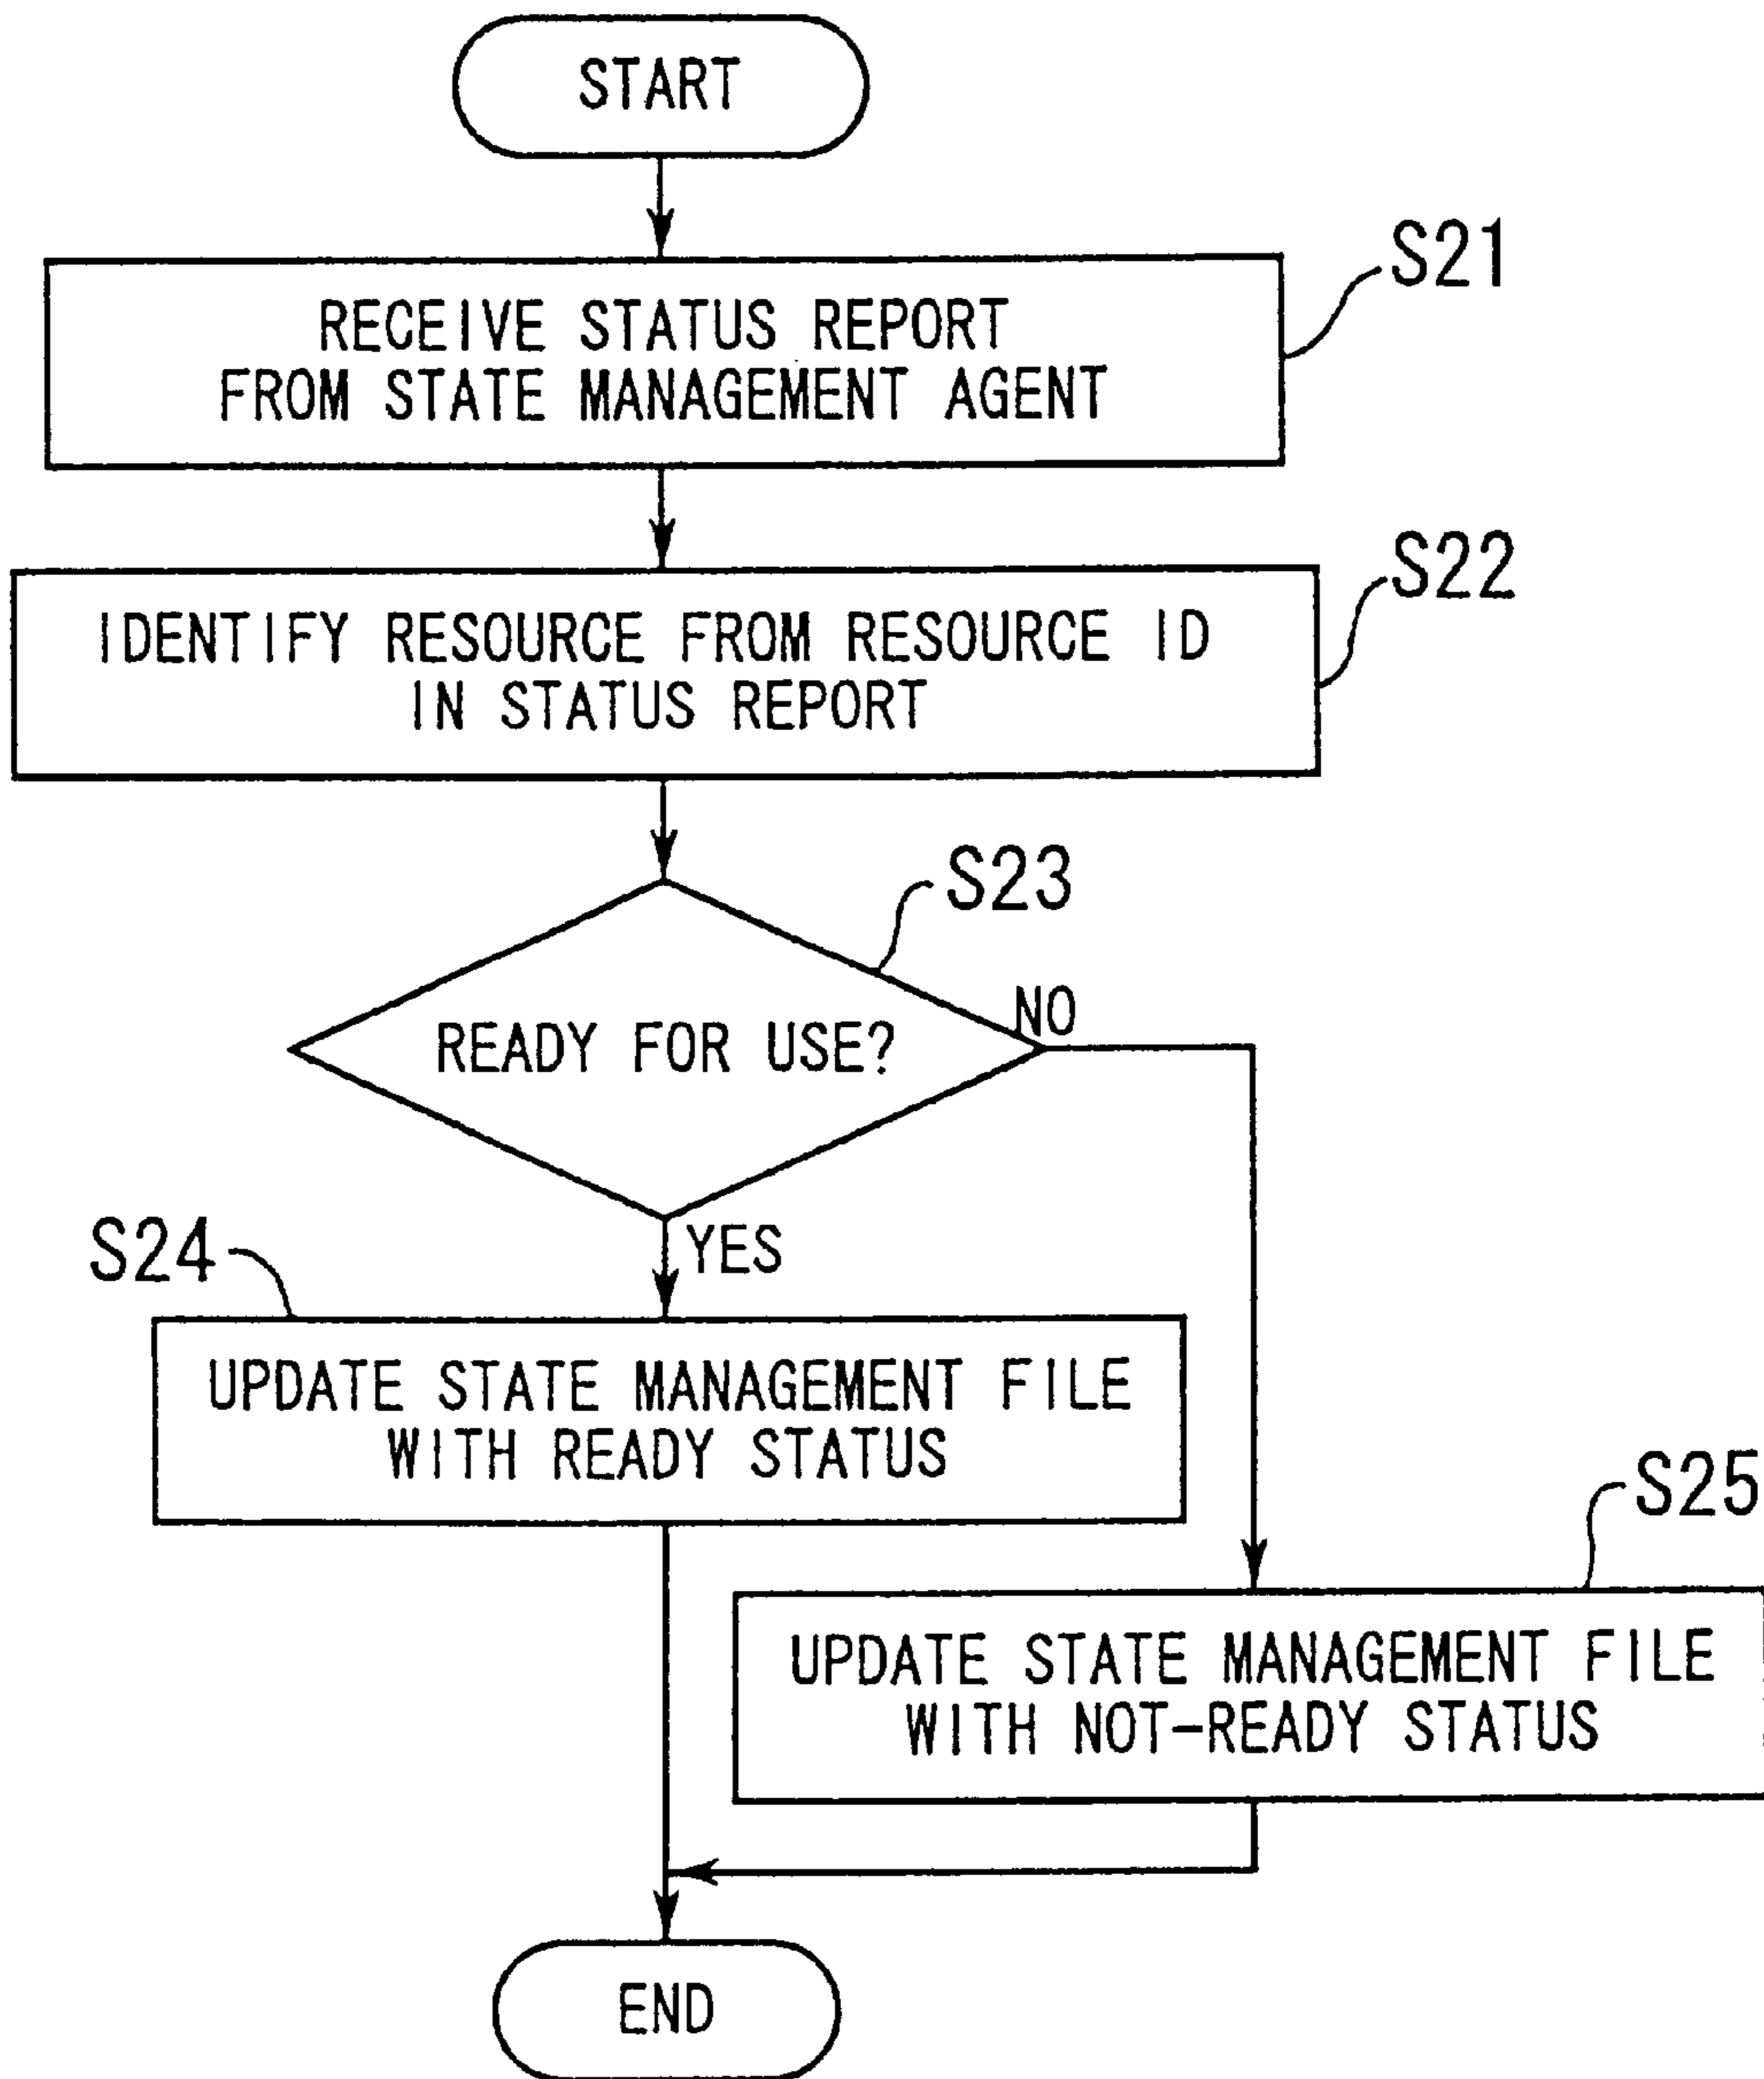 START
S21
RECEIVE STATUS REPORT
FROM STATE MANAGEMENT AGENT
S22
IDENTIFY RESOURCE FROM RESOURCE ID
IN STATUS REPORT
S23
READY FOR USE?
NO
YES
S24
UPDATE STATE MANAGEMENT FILE
WITH READY STATUS
S25
UPDATE STATE MANAGEMENT FILE
WITH NOT-READY STATUS
END